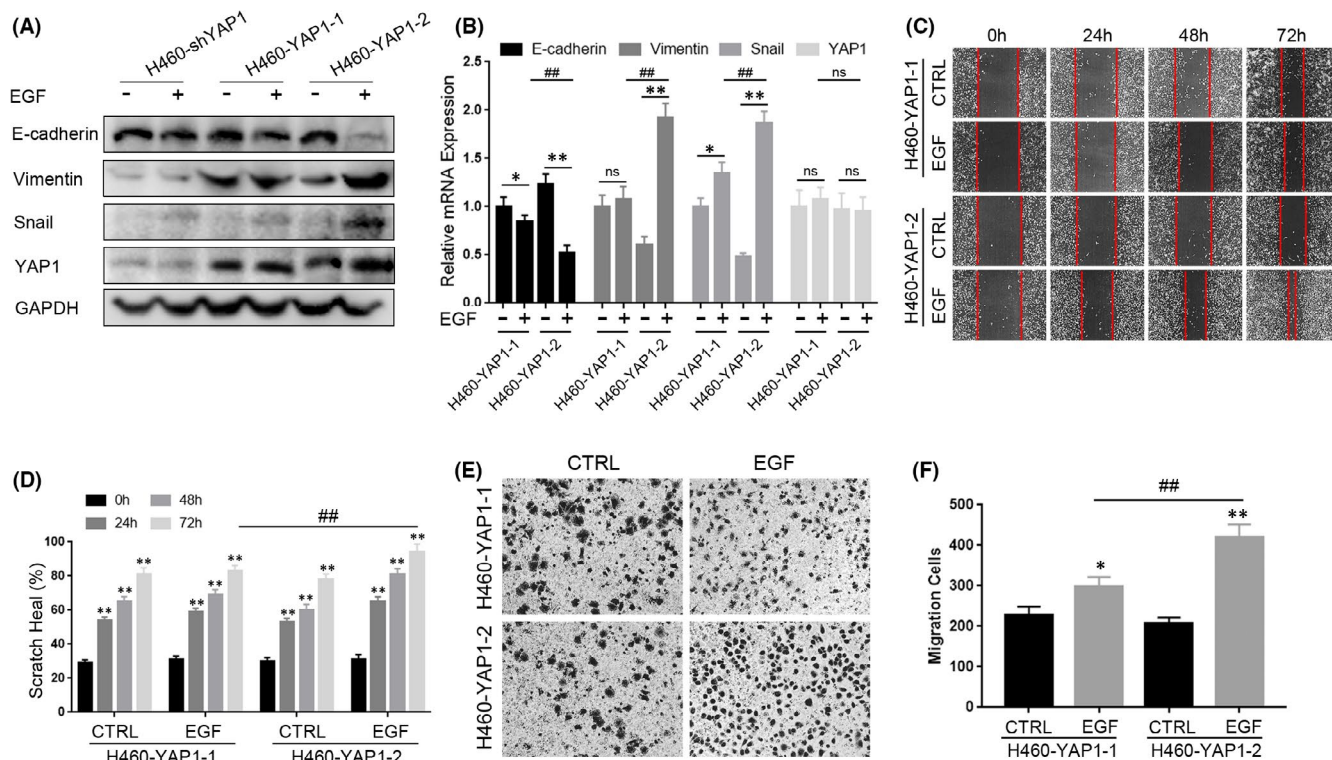 (A)
H460-shYAP1
H460-YAP1-1
H460-YAP1-2
EGF - + - + - +
E-cadherin
Vimentin
Snail
YAP1
GAPDH
(B)
E-cadherin Vimentin Snail YAP1
## ## ## ns
* ** ns ** * ** ns ns
Relative mRNA Expression
2.5
2.0
1.5
1.0
0.5
0.0
EGF - + - + - + - + - + - + - + - +
H460-YAP1-1 H460-YAP1-2 H460-YAP1-1 H460-YAP1-2 H460-YAP1-1 H460-YAP1-2 H460-YAP1-1 H460-YAP1-2
(C)
0h 24h 48h 72h
H460-YAP1-1
CTRL
EGF
H460-YAP1-2
CTRL
EGF
(D)
0h 48h
24h 72h
##
** ** ** ** ** ** ** ** ** ** ** **
Scratch Heal (%)
100
80
60
40
20
0
CTRL EGF CTRL EGF
H460-YAP1-1 H460-YAP1-2
(E)
CTRL EGF
H460-YAP1-1
H460-YAP1-2
(F)
##
* **
Migration Cells
500
400
300
200
100
0
CTRL EGF CTRL EGF
H460-YAP1-1 H460-YAP1-2